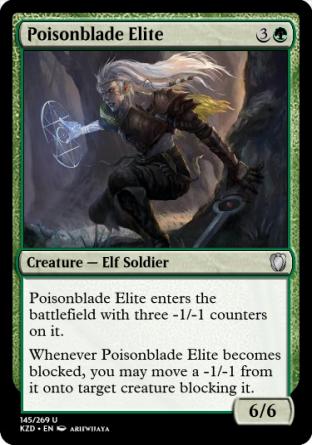 Poisonblade Elite 3
Creature — Elf Soldier
Poisonblade Elite enters the
battlefield with three -1/-1 counters
on it.
Whenever Poisonblade Elite becomes
blocked, you may move a -1/-1 from
it onto target creature blocking it.
6/6
145/269 U
KZD • EN ARIFWIJAYA